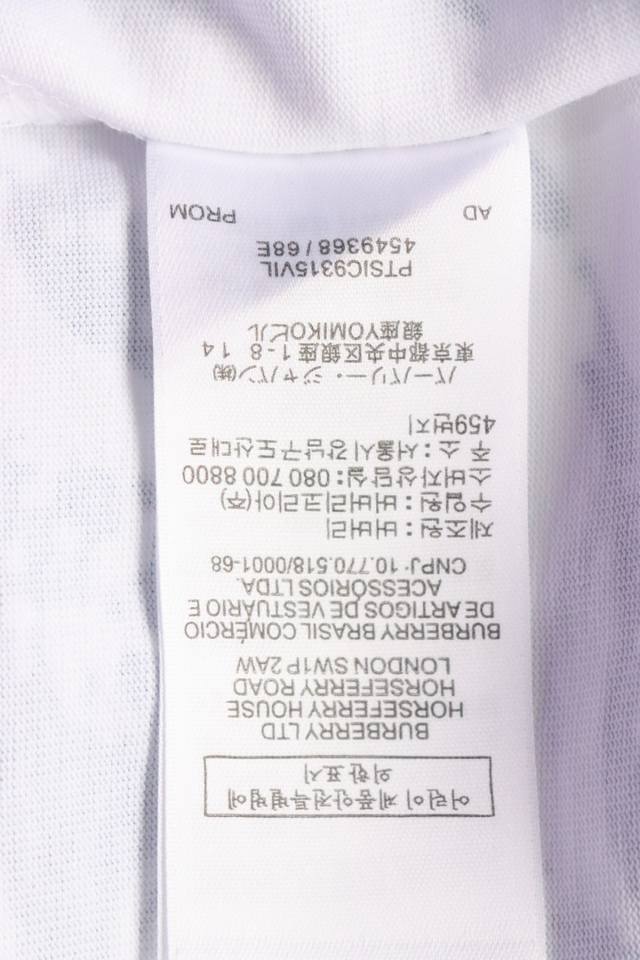 어린이제품안전특별법에
의한 표시
BURBERRY LTD
HORSEFERRY HOUSE
HORSEFERRY ROAD
LONDON SW1P 2AW
BURBERRY BRASIL COMÉRCIO
DE ARTIGOS DE VESTUÁRIO E
ACESSÓRIOS LTDA.
CNPJ: 10.770.518/0001-68
제조원 : 버버리
수입원 : 버버리코리아(주)
소비자상담실: 080 700 8800
주 소 : 서울시강남구도산대로
459번지
バーバリー・ジャパン㈱
東京都中央区銀座1-8 14
銀座YOMIKOビル
PTSIC9315VIL
4549368 / 68E
AD PROM